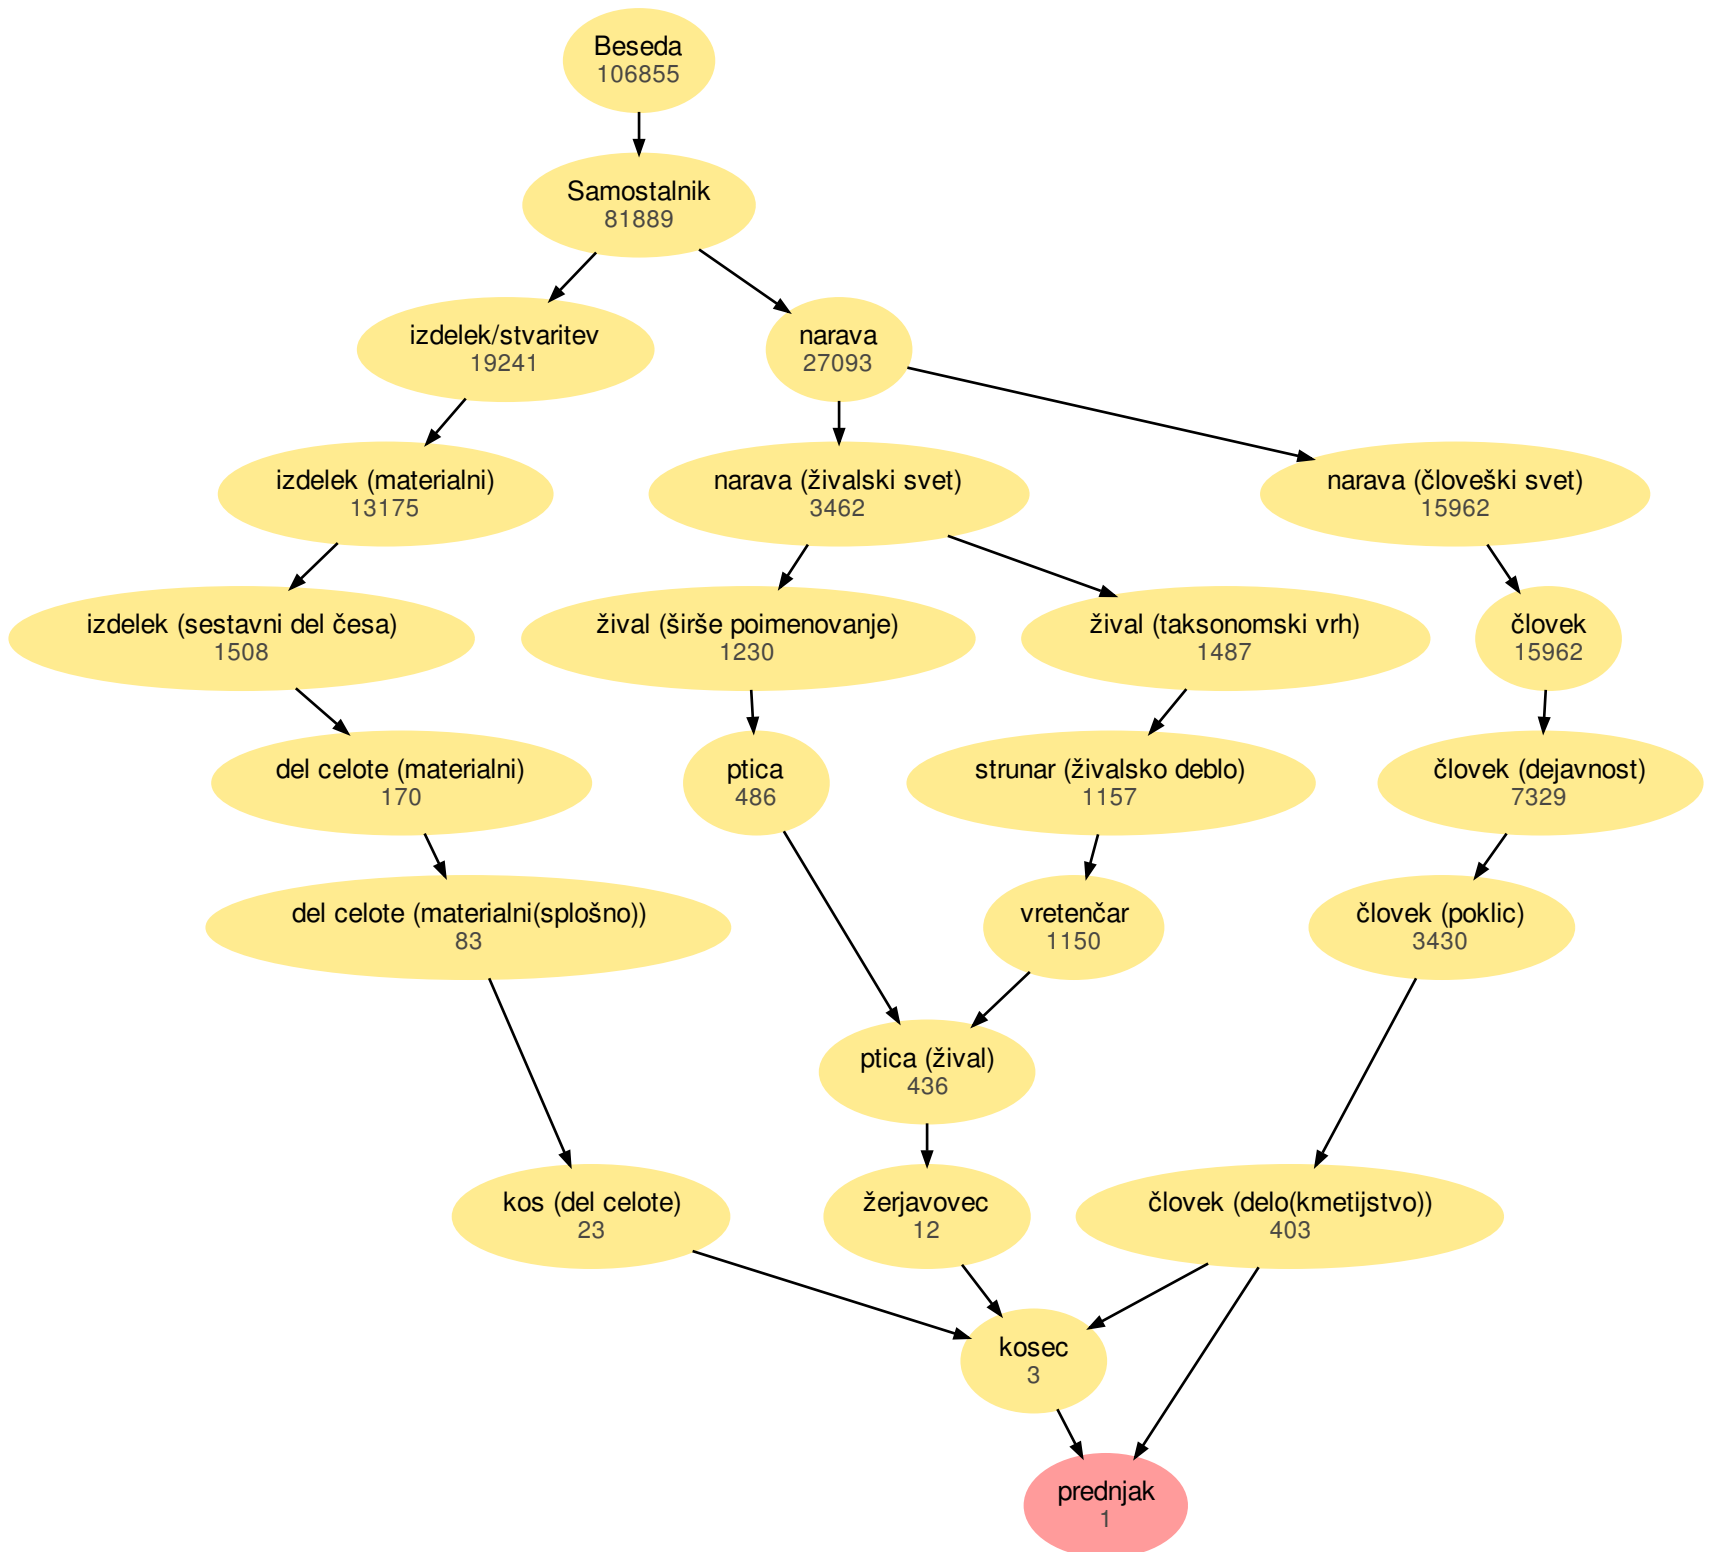 Beseda
106855
Samostalnik
81889
izdelek/stvaritev
19241
narava
27093
izdelek (materialni)
13175
narava (živalski svet)
3462
narava (človeški svet)
15962
izdelek (sestavni del česa)
1508
žival (širše poimenovanje)
1230
žival (taksonomski vrh)
1487
človek
15962
del celote (materialni)
170
ptica
486
strunar (živalsko deblo)
1157
človek (dejavnost)
7329
del celote (materialni(splošno))
83
vretenčar
1150
človek (poklic)
3430
ptica (žival)
436
kos (del celote)
23
žerjavovec
12
človek (delo(kmetijstvo))
403
kosec
3
prednjak
1